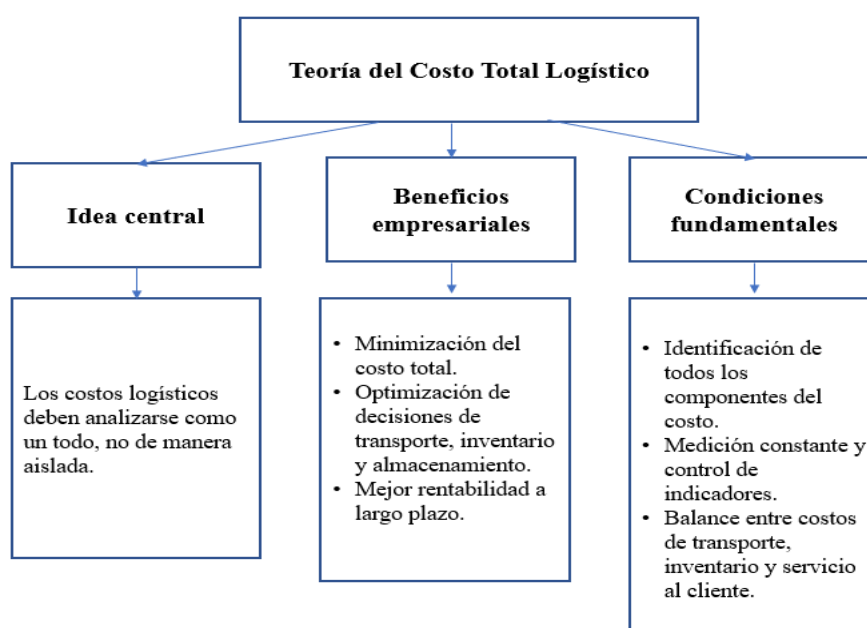 Teoría del Costo Total Logístico
Idea central
Beneficios
empresariales
Condiciones
fundamentales
Los costos logísticos
deben analizarse como
un todo, no de manera
aislada.
• Minimización del
costo total.
• Optimización de
decisiones de
transporte, inventario
y almacenamiento.
• Mejor rentabilidad a
largo plazo.
• Identificación de
todos los
componentes del
costo.
• Medición constante y
control de
indicadores.
• Balance entre costos
de transporte,
inventario y servicio
al cliente.